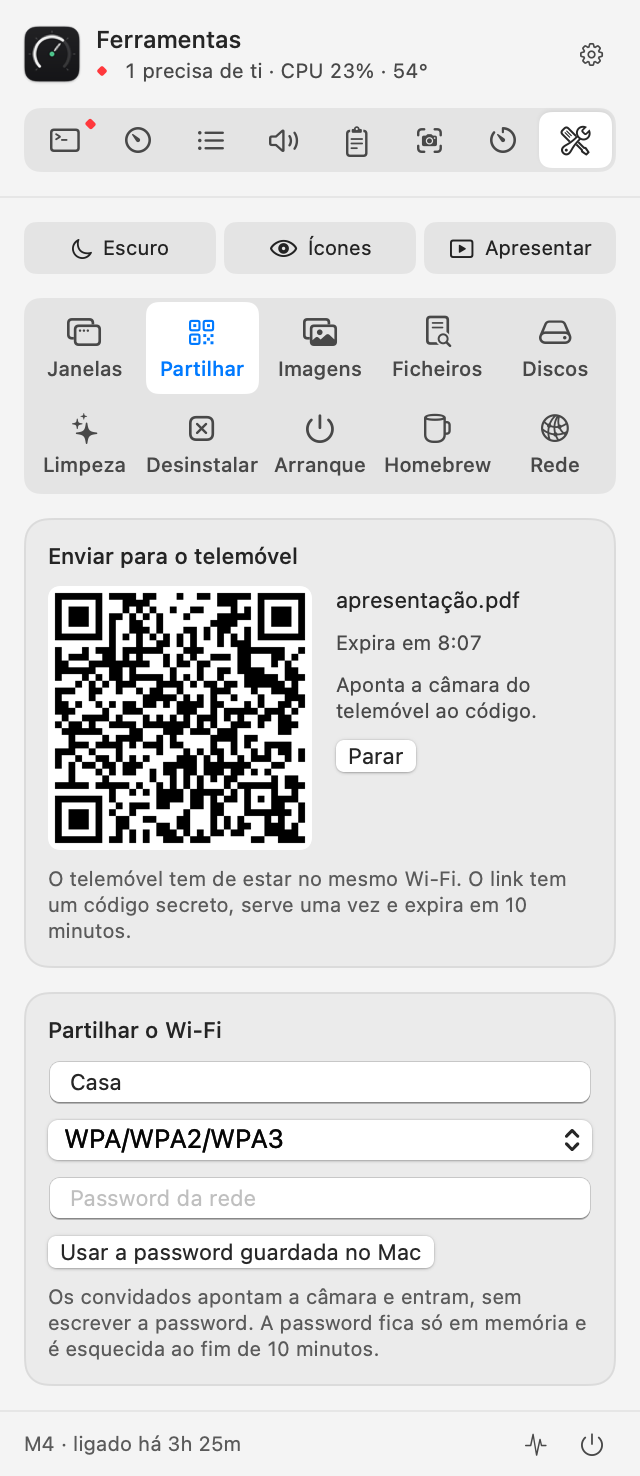 Ferramentas
1 precisa de ti · CPU 23% · 54°
Escuro
Ícones
Apresentar
Janelas
Partilhar
Imagens
Ficheiros
Discos
Limpeza
Desinstalar
Arranque
Homebrew
Rede
Enviar para o telemóvel
apresentação.pdf
Expira em 8:07
Aponta a câmara do
telemóvel ao código.
Parar
O telemóvel tem de estar no mesmo Wi-Fi. O link tem
um código secreto, serve uma vez e expira em 10
minutos.
Partilhar o Wi-Fi
Casa
WPA/WPA2/WPA3
Password da rede
Usar a password guardada no Mac
Os convidados apontam a câmara e entram, sem
escrever a password. A password fica só em memória e
é esquecida ao fim de 10 minutos.
M4 · ligado há 3h 25m